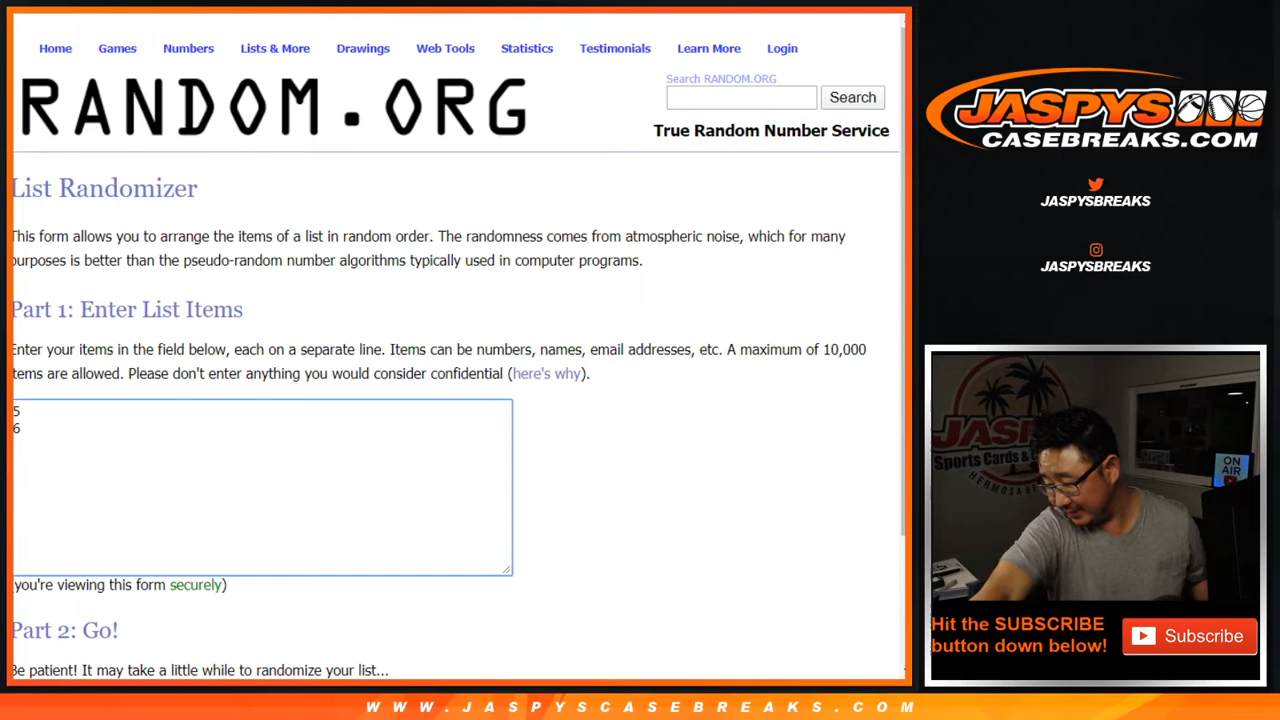 Home Games Numbers Lists & More Drawings Web Tools Statistics Testimonials Learn More Login
RANDOM.ORG
Search RANDOM.ORG
Search
True Random Number Service
List Randomizer
This form allows you to arrange the items of a list in random order. The randomness comes from atmospheric noise, which for many
purposes is better than the pseudo-random number algorithms typically used in computer programs.
Part 1: Enter List Items
Enter your items in the field below, each on a separate line. Items can be numbers, names, email addresses, etc. A maximum of 10,000
items are allowed. Please don't enter anything you would consider confidential (here's why).
5
6
(you're viewing this form securely)
Part 2: Go!
Be patient! It may take a little while to randomize your list...
JASPYS
CASEBREAKS.COM
JASPYSBREAKS
JASPYSBREAKS
JASPYS
Sports Cards &
HERMOSA BE
ON
AIR
Hit the SUBSCRIBE
button down below!
Subscribe
WWW.JASPYSCASEBREAKS.COM